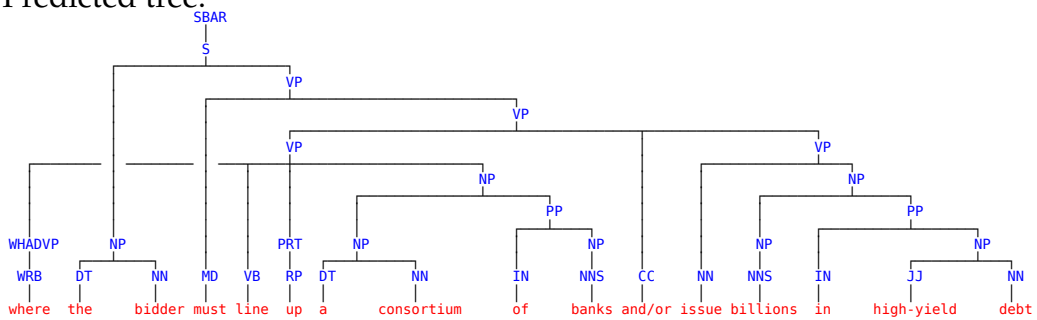 Predicted tree:
SBAR
S
VP
VP
VP VP
NP NP
PP PP
WHADVP NP PRT NP NP NP NP
WRB DT NN MD VB RP DT NN IN NNS CC NN NNS IN JJ NN
where the bidder must line up a consortium of banks and/or issue billions in high-yield debt